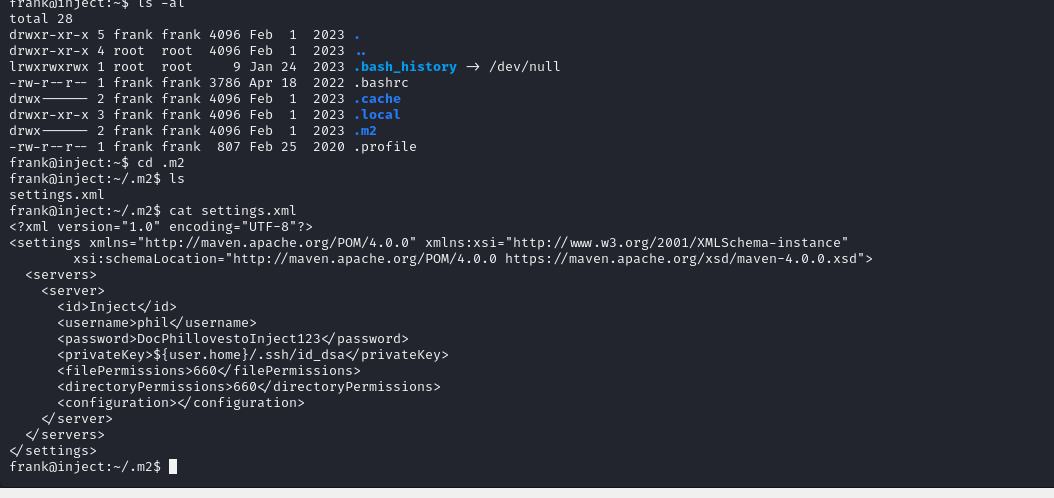 frank@inject:~$ ls -al
total 28
drwxr-xr-x 5 frank frank 4096 Feb  1  2023 .
drwxr-xr-x 4 root  root  4096 Feb  1  2023 ..
lrwxrwxrwx 1 root  root     9 Jan 24  2023 .bash_history -> /dev/null
-rw-r--r-- 1 frank frank 3786 Apr 18  2022 .bashrc
drwx------ 2 frank frank 4096 Feb  1  2023 .cache
drwxr-xr-x 3 frank frank 4096 Feb  1  2023 .local
drwx------ 2 frank frank 4096 Feb  1  2023 .m2
-rw-r--r-- 1 frank frank  807 Feb 25  2020 .profile
frank@inject:~$ cd .m2
frank@inject:~/.m2$ ls
settings.xml
frank@inject:~/.m2$ cat settings.xml
<?xml version="1.0" encoding="UTF-8"?>
<settings xmlns="http://maven.apache.org/POM/4.0.0" xmlns:xsi="http://www.w3.org/2001/XMLSchema-instance"
        xsi:schemaLocation="http://maven.apache.org/POM/4.0.0 https://maven.apache.org/xsd/maven-4.0.0.xsd">
  <servers>
    <server>
      <id>Inject</id>
      <username>phil</username>
      <password>DocPhillovestoInject123</password>
      <privateKey>${user.home}/.ssh/id_dsa</privateKey>
      <filePermissions>660</filePermissions>
      <directoryPermissions>660</directoryPermissions>
      <configuration></configuration>
    </server>
  </servers>
</settings>
frank@inject:~/.m2$